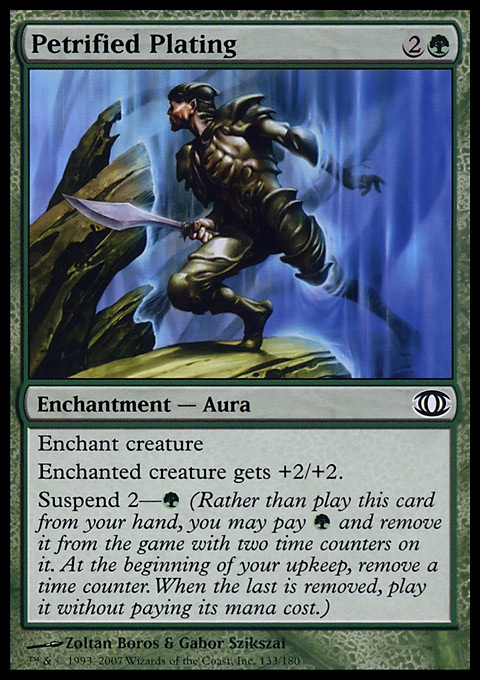 Petrified Plating 2
Enchantment — Aura
Enchant creature
Enchanted creature gets +2/+2.
Suspend 2— (Rather than play this card
from your hand, you may pay and remove
it from the game with two time counters on
it. At the beginning of your upkeep, remove a
time counter. When the last is removed, play
it without paying its mana cost.)
Zoltan Boros & Gabor Szikszai
™ & © 1993–2007 Wizards of the Coast, Inc. 133/180